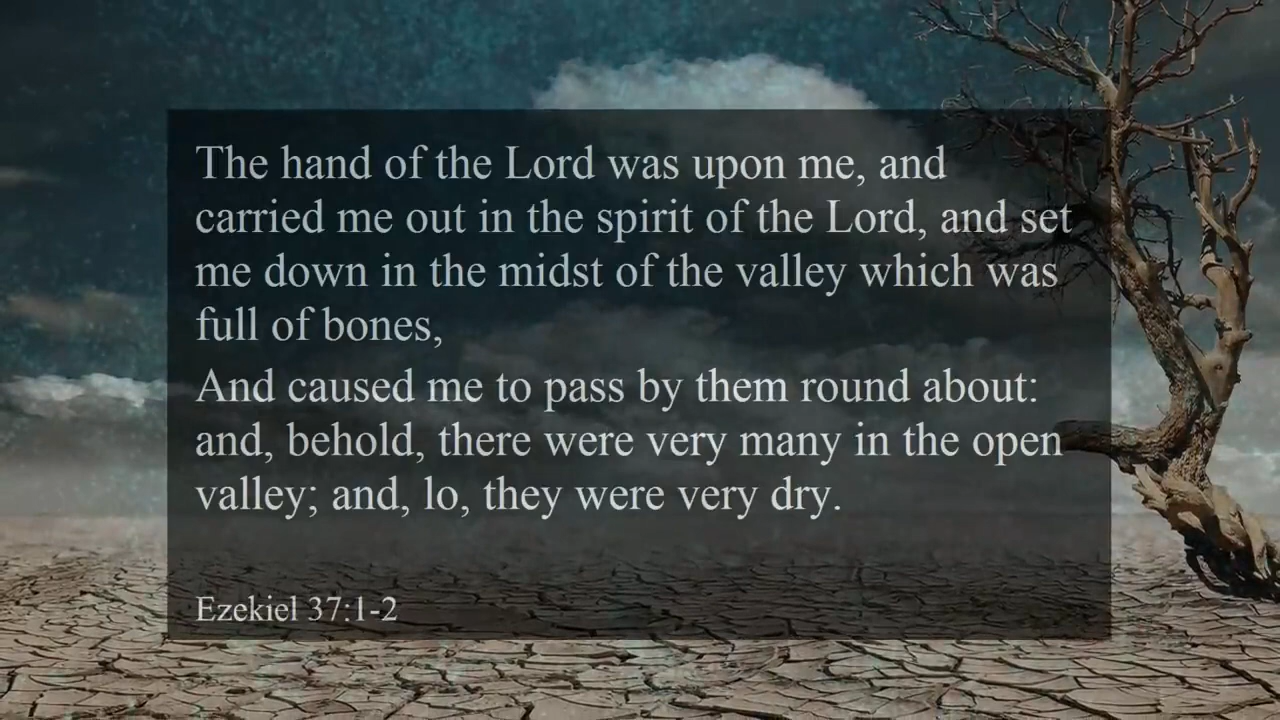 The hand of the Lord was upon me, and
carried me out in the spirit of the Lord, and set
me down in the midst of the valley which was
full of bones,
And caused me to pass by them round about:
and, behold, there were very many in the open
valley; and, lo, they were very dry.
Ezekiel 37:1-2